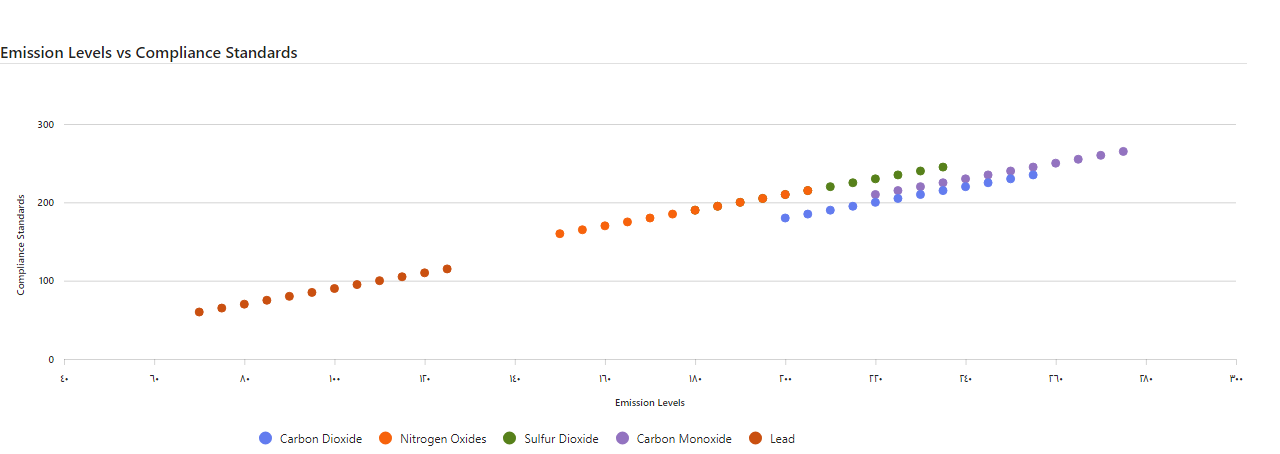 Emission Levels vs Compliance Standards
300
200
100
0
Compliance Standards
٤٠ ٦٠ ٨٠ ١٠٠ ١٢٠ ١٤٠ ١٦٠ ١٨٠ ٢٠٠ ٢٢٠ ٢٤٠ ٢٦٠ ٢٨٠ ٣٠٠
Emission Levels
Carbon Dioxide Nitrogen Oxides Sulfur Dioxide Carbon Monoxide Lead